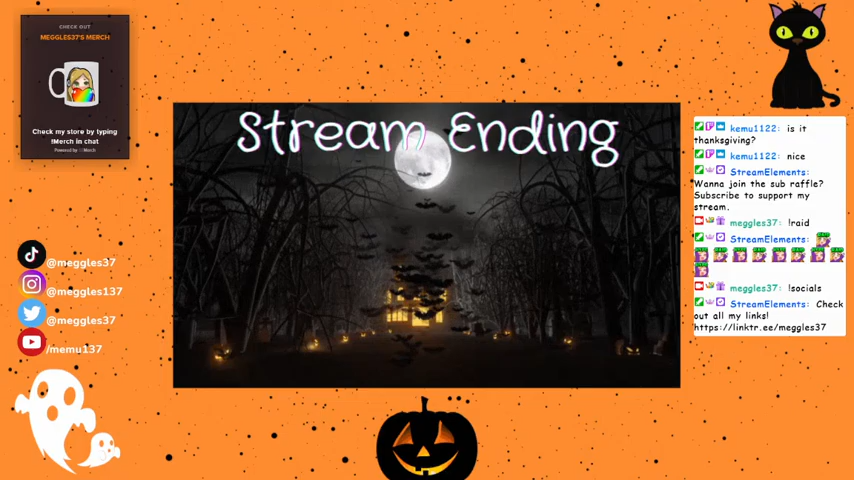 CHECK OUT
MEGGLES37'S MERCH
Check my store by typing
!Merch in chat
Stream Ending
@meggles37
@meggles137
@meggles37
/memu137
kemu1122: is it
thanksgiving?
kemu1122: nice
StreamElements:
Wanna join the sub raffle?
Subscribe to support my
stream.
meggles37: !raid
StreamElements:
meggles37: !socials
StreamElements: Check
out all my links!
https://linktr.ee/meggles37